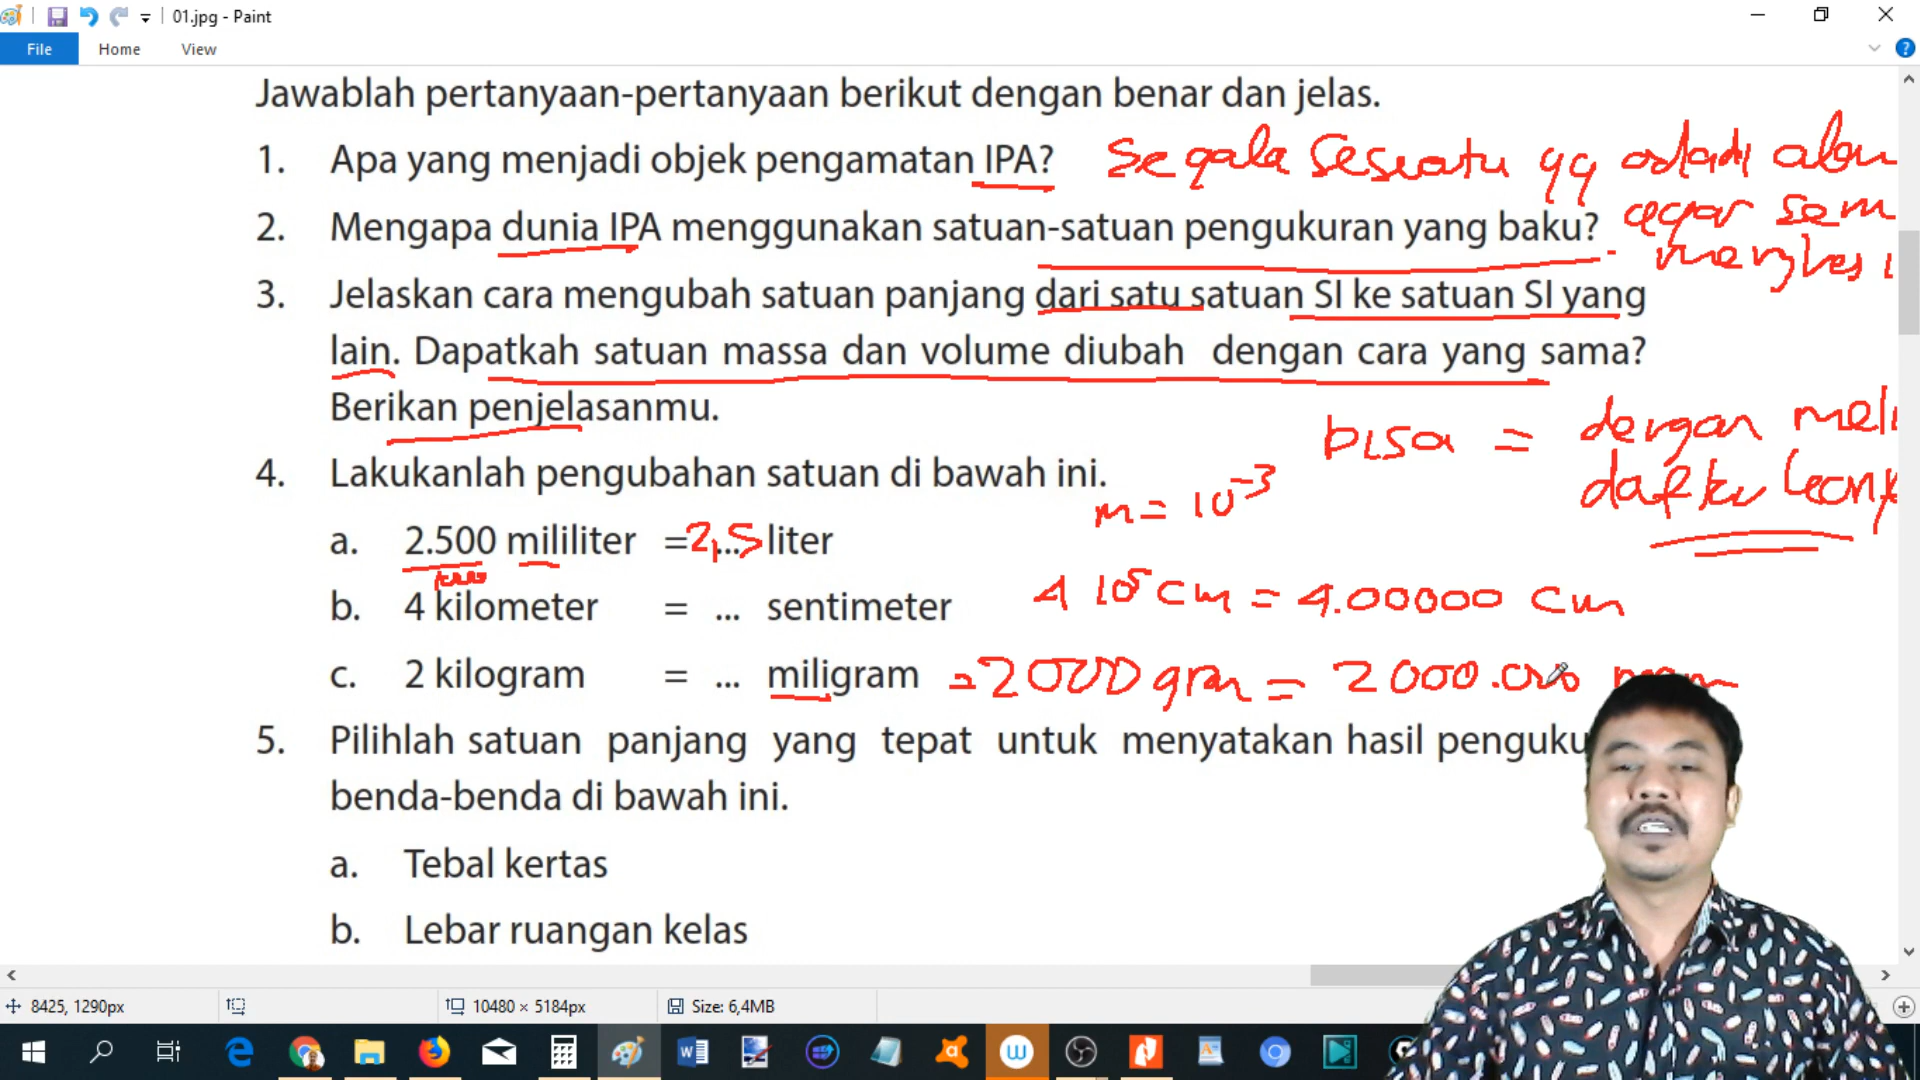 01.jpg - Paint
File Home View
Jawablah pertanyaan-pertanyaan berikut dengan benar dan jelas.
1. Apa yang menjadi objek pengamatan IPA? Segala sesuatu yg
2. Mengapa dunia IPA menggunakan satuan-satuan pengukuran yang baku? agar sem
3. Jelaskan cara mengubah satuan panjang dari satu satuan SI ke satuan SI yang
lain. Dapatkah satuan massa dan volume diubah dengan cara yang sama?
Berikan penjelasanmu.
bisa = dengan
4. Lakukanlah pengubahan satuan di bawah ini.
m = 10⁻³
a. 2.500 mililiter = 2,5 ... liter
b. 4 kilometer = ... sentimeter 4 10⁵ cm = 4.00000 cm
c. 2 kilogram = ... miligram = 2000 gram = 2000.000
5. Pilihlah satuan panjang yang tepat untuk menyatakan hasil penguku
benda-benda di bawah ini.
a. Tebal kertas
b. Lebar ruangan kelas
8425, 1290px 10480 × 5184px Size: 6,4MB